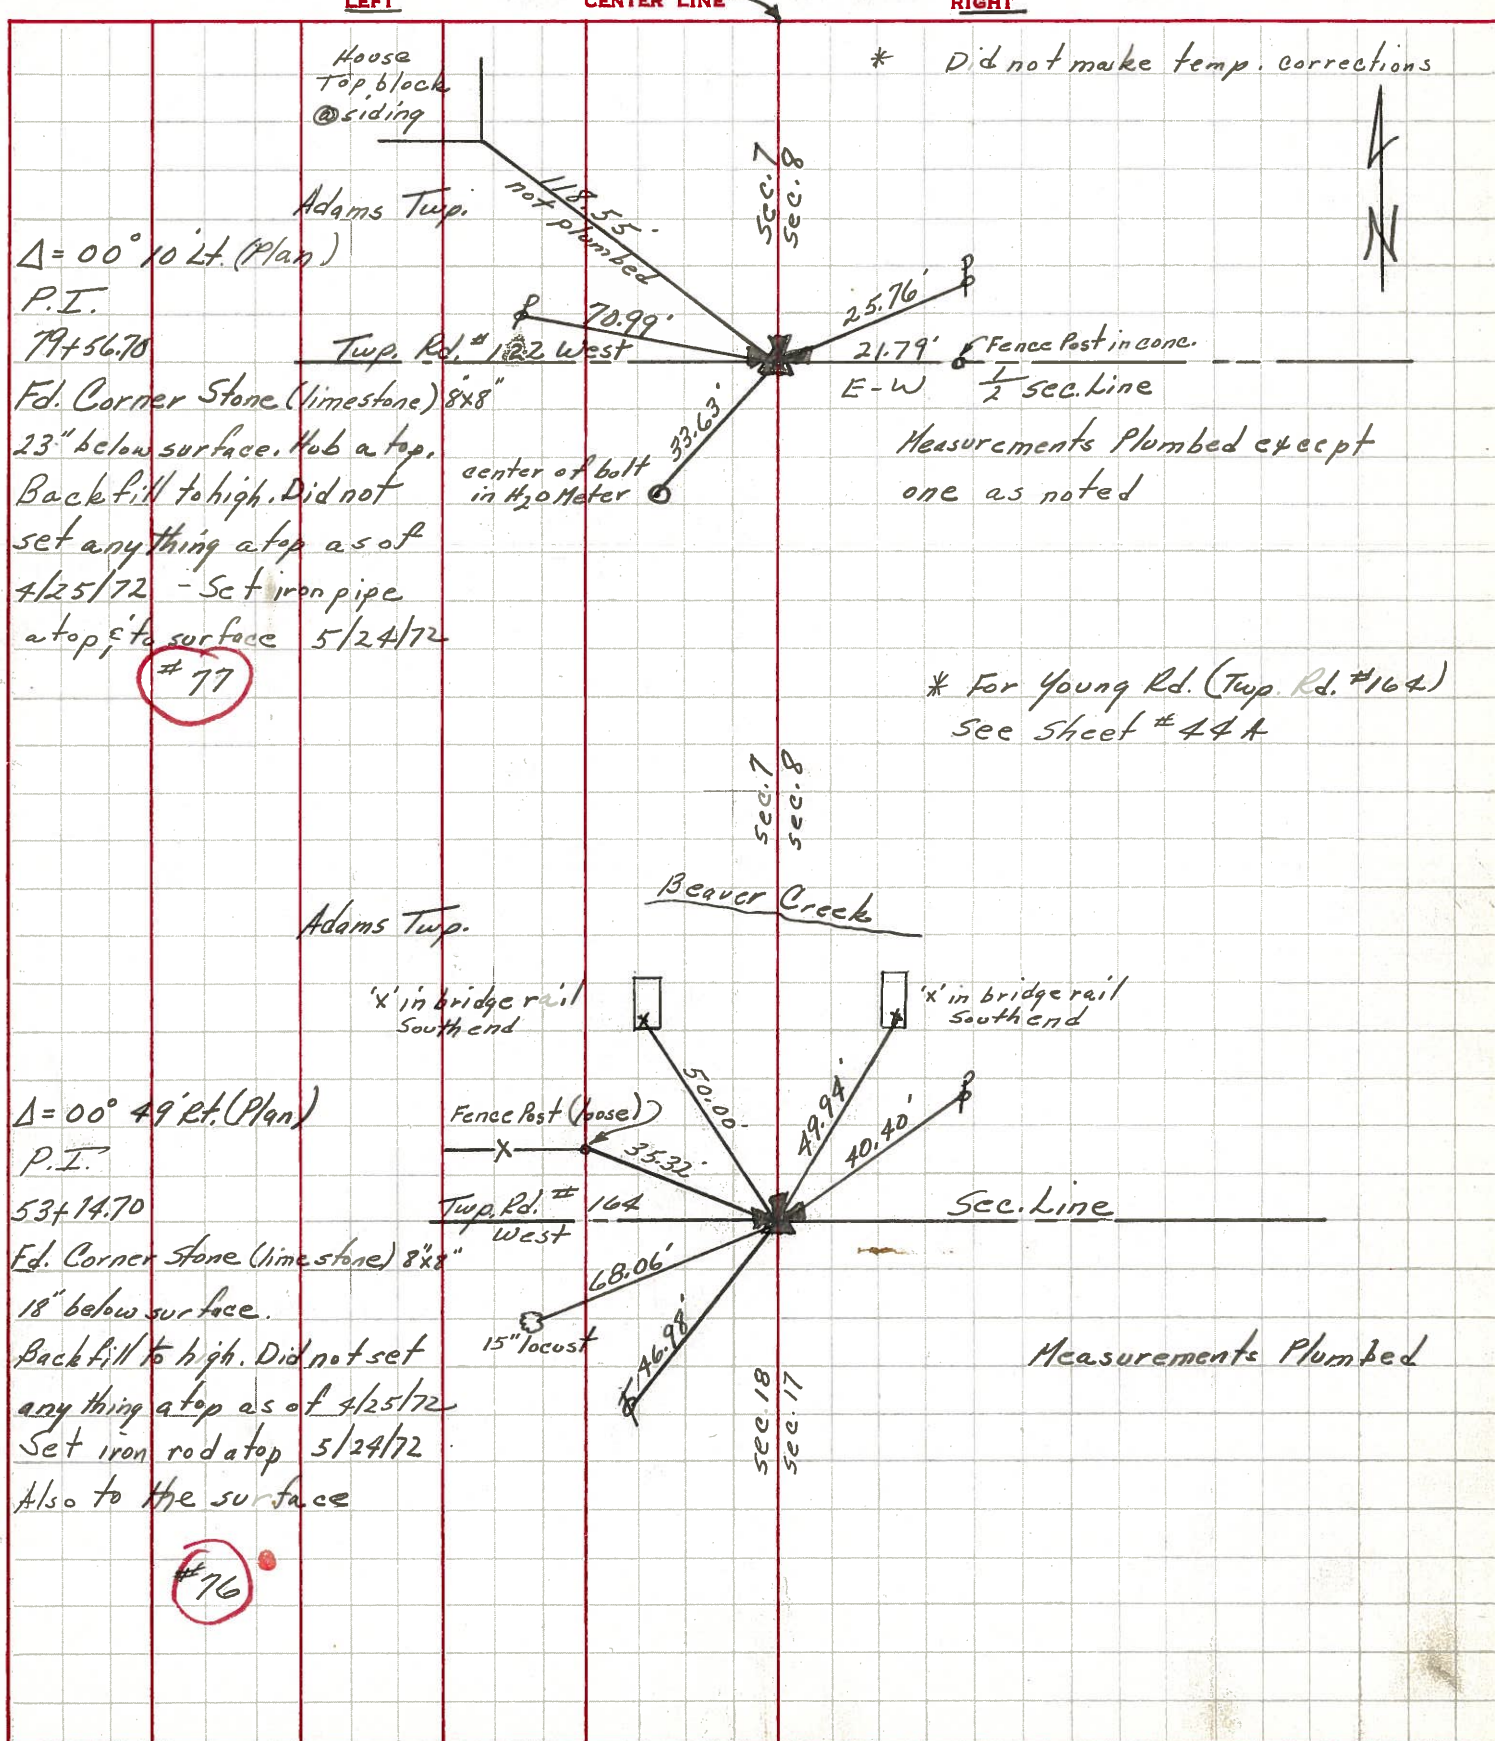 LEFT
CENTER LINE
RIGHT
House
Top block
@ siding
* Did not make temp. corrections
N
Sec. 7
Sec. 8
Adams Twp.
118.55'
not plumbed
Δ = 00° 10' Lt. (Plan)
P.I.
79+56.70
70.99'
25.76'
Twp. Rd. # 122 West
21.79'
Fence Post in conc.
E-W 1/2 sec. Line
Fd. Corner Stone (limestone) 8"x8"
23" below surface. Hub atop.
Backfill to high. Did not
set anything atop as of
4/25/72 - Set iron pipe
atop, & to surface 5/24/72
# 77
33.63'
center of bolt
in H2O Meter
Measurements Plumbed except
one as noted
* For Young Rd. (Twp. Rd. #164)
See Sheet # 44 A
Sec. 7
Sec. 8
Beaver Creek
Adams Twp.
'x' in bridge rail
South end
'x' in bridge rail
South end
50.00'
49.94'
40.40'
Δ = 00° 49' Rt. (Plan)
P.I.
53+14.70
Fence Post (loose)
X
35.32'
Twp. Rd. # 164
West
Sec. Line
Fd. Corner Stone (limestone) 8"x8"
18" below surface.
Backfill to high. Did not set
anything atop as of 4/25/72
Set iron rod atop 5/24/72
Also to the surface
# 76
68.06'
15" locust
46.98'
Sec. 18
Sec. 17
Measurements Plumbed